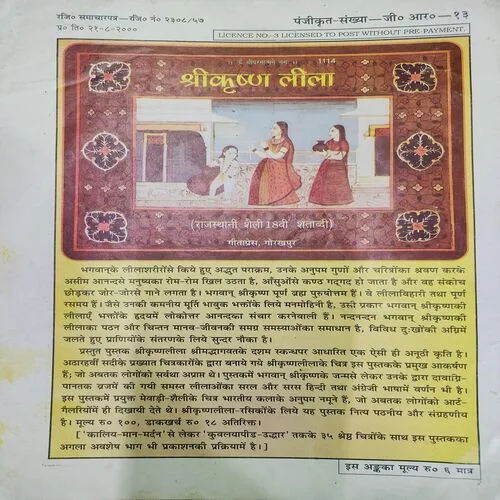 रजि० समाचारपत्र—रजि० नं० २३०८/५७
पंजीकृत-संख्या—जी० आर०—१३
प्र० ति० २१-८-२०००
LICENCE NO.-3 LICENSED TO POST WITHOUT PRE-PAYMENT.
1114
श्रीकृष्ण लीला
(राजस्थानी शैली 18वीं शताब्दी)
गीताप्रेस, गोरखपुर
भगवान्‌के लीलाशरीरोंसे किये हुए अद्भुत पराक्रम, उनके अनुपम गुणों और चरित्रोंका श्रवण करके
असीम आनन्दसे मनुष्यका रोम-रोम खिल उठता है, आँसुओंसे कण्ठ गद्‌गद हो जाता है और वह संकोच
छोड़कर जोर-जोरसे गाने लगता है। भगवान् श्रीकृष्ण पूर्ण ब्रह्म पुरुषोत्तम हैं। वे लीलाविहारी तथा पूर्ण
रसमय हैं। जैसे उनकी कमनीय मूर्ति भावुक भक्तोंके लिये मनमोहिनी है, उसी प्रकार भगवान् श्रीकृष्णकी
लीलाएँ भक्तोंके हृदयमें लोकोत्तर आनन्दका संचार करनेवाली हैं। नन्दनन्दन भगवान् श्रीकृष्णकी
लीलाका पठन और चिन्तन मानव-जीवनकी समग्र समस्याओंका समाधान है, विविध दुःखोंकी अग्निमें
जलते हुए प्राणियोंके संतरणके लिये सुन्दर नौका है।
प्रस्तुत पुस्तक श्रीकृष्णलीला श्रीमद्भागवतके दशम स्कन्धपर आधारित एक ऐसी ही अनूठी कृति है।
अठारहवीं सदीके प्रख्यात चित्रकारोंके द्वारा बनाये गये श्रीकृष्णलीलाके चित्र इस पुस्तकके प्रमुख आकर्षण
हैं; जो अबतक लोगोंको सर्वथा अप्राप्त थे। पुस्तकमें भगवान् श्रीकृष्णके जन्मसे लेकर उनके द्वारा दावाग्नि-
पानतक व्रजमें की गयी समस्त लीलाओंका सरल और सरस हिन्दी तथा अंग्रेजी भाषामें वर्णन भी है।
इस पुस्तकमें प्रयुक्त मेवाड़ी-शैलीके चित्र भारतीय कलाके अनुपम नमूने हैं, जो अबतक लोगोंको आर्ट-
गैलरियोंमें ही दिखायी देते थे। श्रीकृष्णलीला-रसिकोंके लिये यह पुस्तक नित्य पठनीय और संग्रहणीय
है। मूल्य रु० १००, डाकखर्च रु० १८ अतिरिक्त।
['कालिय-मान-मर्दन' से लेकर 'कुवलयापीड-उद्धार' तकके ३५ श्रेष्ठ चित्रोंके साथ इस पुस्तकका
अगला अवशेष भाग भी प्रकाशनकी प्रक्रियामें है।]
इस अङ्कका मूल्य रु० ६ मात्र